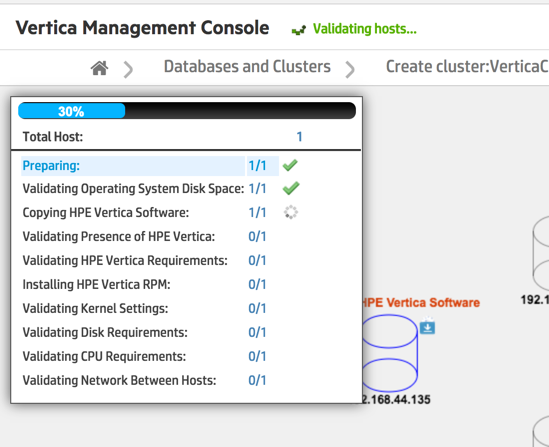 Vertica Management Console Validating hosts...
Databases and Clusters Create cluster:VerticaC
30%
Total Host: 1
Preparing: 1/1
Validating Operating System Disk Space: 1/1
Copying HPE Vertica Software: 1/1
Validating Presence of HPE Vertica: 0/1
Validating HPE Vertica Requirements: 0/1
Installing HPE Vertica RPM: 0/1
Validating Kernel Settings: 0/1
Validating Disk Requirements: 0/1
Validating CPU Requirements: 0/1
Validating Network Between Hosts: 0/1
HPE Vertica Software
192.1
2.168.44.135